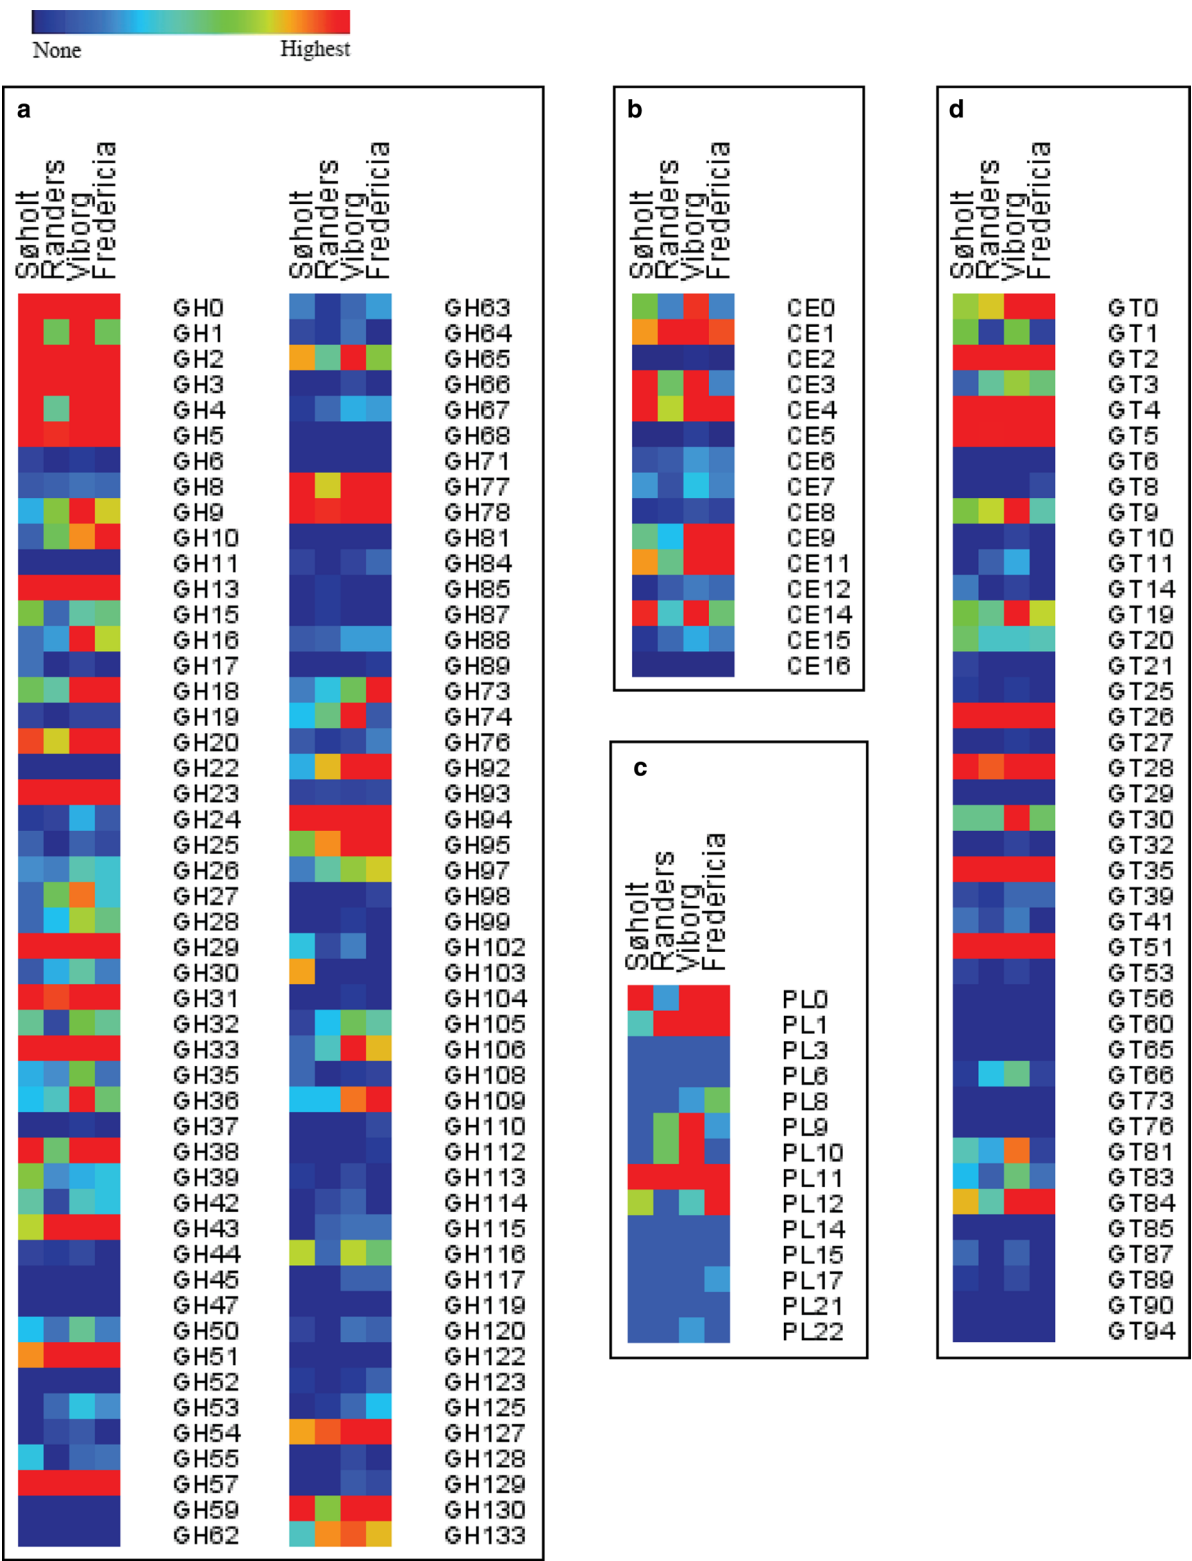 None Highest
a
Søholt
Randers
Viborg
Fredericia
GH0
GH1
GH2
GH3
GH4
GH5
GH6
GH8
GH9
GH10
GH11
GH13
GH15
GH16
GH17
GH18
GH19
GH20
GH22
GH23
GH24
GH25
GH26
GH27
GH28
GH29
GH30
GH31
GH32
GH33
GH35
GH36
GH37
GH38
GH39
GH42
GH43
GH44
GH45
GH47
GH50
GH51
GH52
GH53
GH54
GH55
GH57
GH59
GH62
Søholt
Randers
Viborg
Fredericia
GH63
GH64
GH65
GH66
GH67
GH68
GH71
GH77
GH78
GH81
GH84
GH85
GH87
GH88
GH89
GH73
GH74
GH76
GH92
GH93
GH94
GH95
GH97
GH98
GH99
GH102
GH103
GH104
GH105
GH106
GH108
GH109
GH110
GH112
GH113
GH114
GH115
GH116
GH117
GH119
GH120
GH122
GH123
GH125
GH127
GH128
GH129
GH130
GH133
b
Søholt
Randers
Viborg
Fredericia
CE0
CE1
CE2
CE3
CE4
CE5
CE6
CE7
CE8
CE9
CE11
CE12
CE14
CE15
CE16
c
Søholt
Randers
Viborg
Fredericia
PL0
PL1
PL3
PL6
PL8
PL9
PL10
PL11
PL12
PL14
PL15
PL17
PL21
PL22
d
Søholt
Randers
Viborg
Fredericia
GT0
GT1
GT2
GT3
GT4
GT5
GT6
GT8
GT9
GT10
GT11
GT14
GT19
GT20
GT21
GT25
GT26
GT27
GT28
GT29
GT30
GT32
GT35
GT39
GT41
GT51
GT53
GT56
GT60
GT65
GT66
GT73
GT76
GT81
GT83
GT84
GT85
GT87
GT89
GT90
GT94